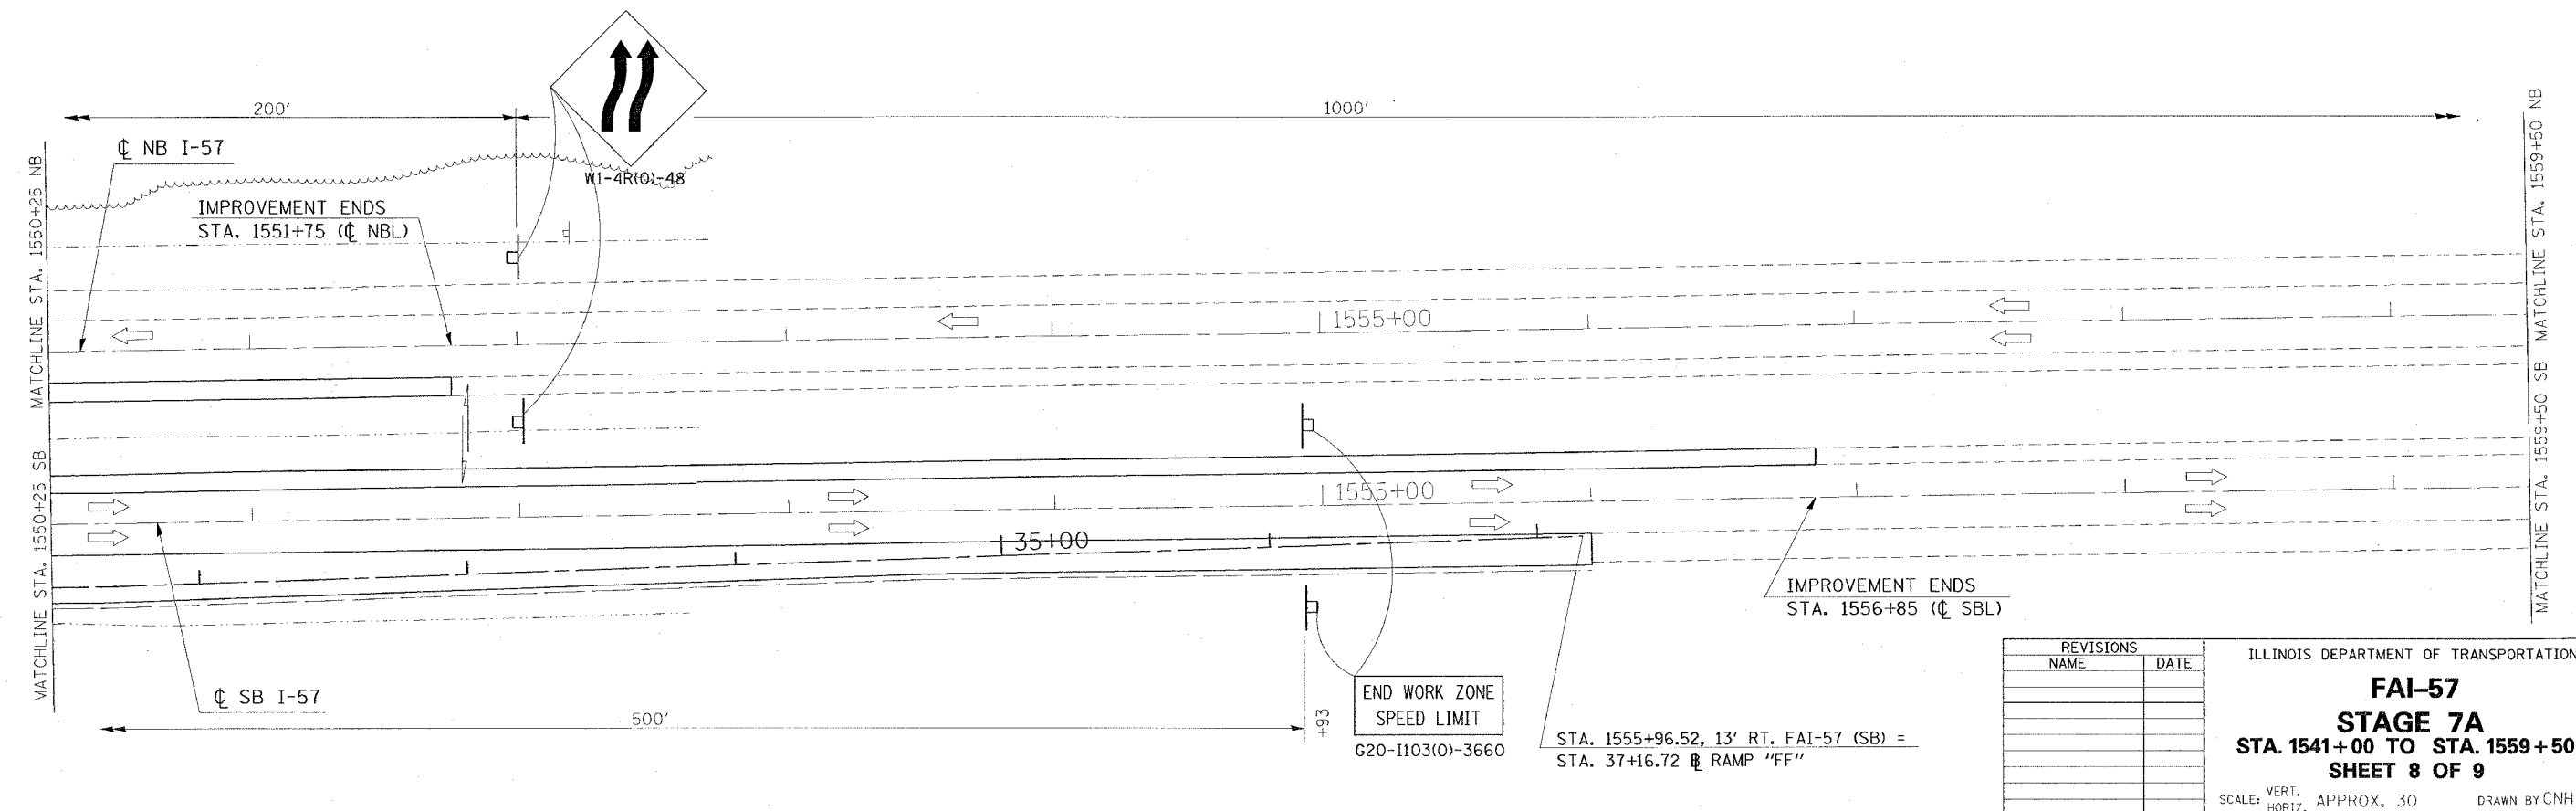 200'
1000'
℄ NB I-57
W1-4R(O)-48
IMPROVEMENT ENDS
STA. 1551+75 (℄ NBL)
MATCHLINE STA. 1550+25 NB
MATCHLINE STA. 1559+50 NB
1555+00
MATCHLINE STA. 1550+25 SB
MATCHLINE STA. 1559+50 SB
1555+00
35+00
IMPROVEMENT ENDS
STA. 1556+85 (℄ SBL)
℄ SB I-57
500'
+93
END WORK ZONE
SPEED LIMIT
G20-I103(O)-3660
STA. 1555+96.52, 13' RT. FAI-57 (SB) =
STA. 37+16.72 ⅊ RAMP "FF"
MATCHLINE STA. 1559+50
REVISIONS
NAME DATE
ILLINOIS DEPARTMENT OF TRANSPORTATION
FAI-57
STAGE 7A
STA. 1541+00 TO STA. 1559+50
SHEET 8 OF 9
SCALE: VERT. HORIZ. APPROX. 30 DRAWN BY CNH